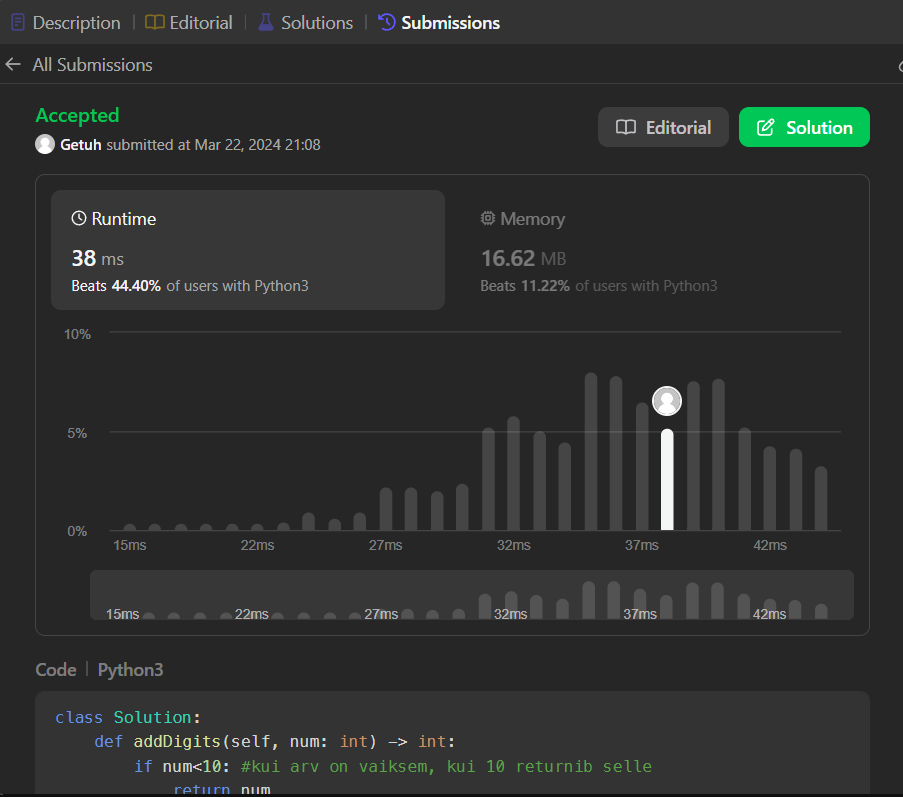 Description | Editorial | Solutions | Submissions
All Submissions
Accepted
Getuh submitted at Mar 22, 2024 21:08
Editorial
Solution
Runtime
38 ms
Beats 44.40% of users with Python3
Memory
16.62 MB
Beats 11.22% of users with Python3
10%
5%
0%
15ms 22ms 27ms 32ms 37ms 42ms
15ms 22ms 27ms 32ms 37ms 42ms
Code | Python3
class Solution:
def addDigits(self, num: int) -> int:
if num<10: #kui arv on vaiksem, kui 10 returnib selle
return num